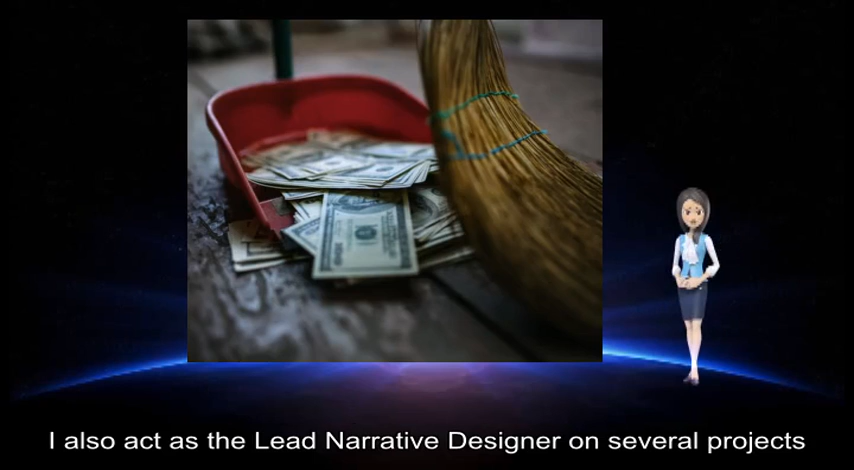 I also act as the Lead Narrative Designer on several projects